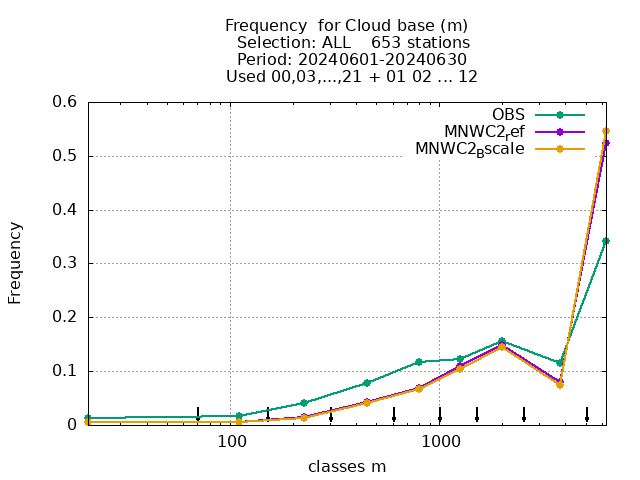 Frequency  for Cloud base (m)
Selection: ALL    653 stations
Period: 20240601-20240630
Used 00,03,...,21 + 01 02 ... 12
OBS
MNWC2ref
MNWC2Bscale
0.6
0.5
0.4
0.3
0.2
0.1
0
Frequency
100
1000
classes m